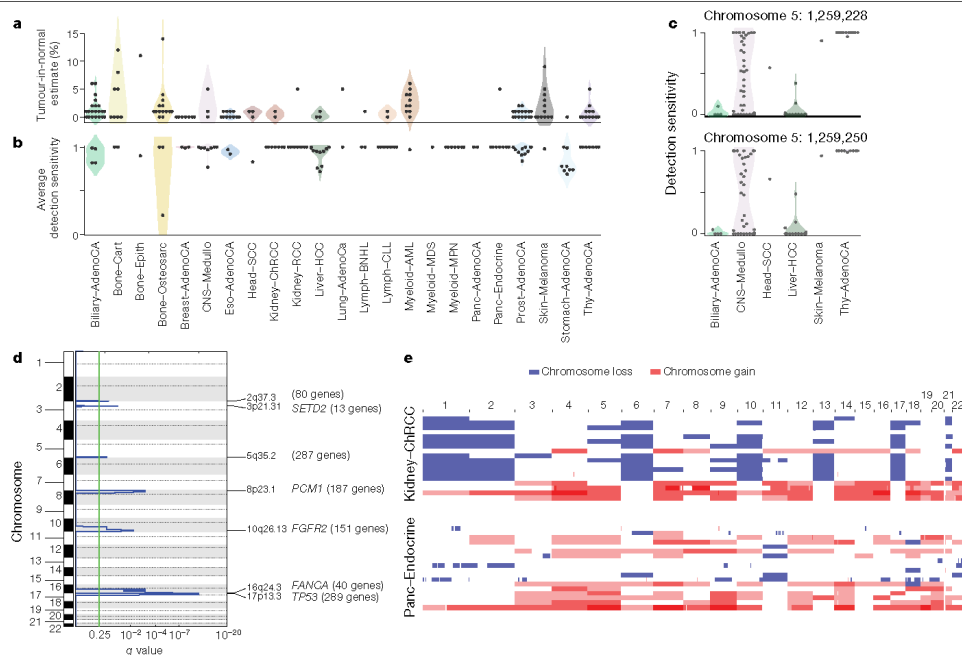 a
Tumour-in-normal
estimate (%)
15
10
5
0
b
Average
detection sensitivity
1
0
Biliary–AdenoCA
Bone–Cart
Bone–Epith
Bone–Osteosarc
Breast–AdenoCA
CNS–Medullo
Eso–AdenoCA
Head–SCC
Kidney–ChRCC
Kidney–RCC
Liver–HCC
Lung–AdenoCa
Lymph–BNHL
Lymph–CLL
Myeloid–AML
Myeloid–MDS
Myeloid–MPN
Panc–AdenoCA
Panc–Endocrine
Prost–AdenoCA
Skin–Melanoma
Stomach–AdenoCA
Thy–AdenoCA
c
Chromosome 5: 1,259,228
1
0
Chromosome 5: 1,259,250
1
0
Detection sensitivity
Biliary–AdenoCA
CNS–Medullo
Head–SCC
Liver–HCC
Skin–Melanoma
Thy–AdenoCA
d
Chromosome
1
2
3
4
5
6
7
8
9
10
11
12
13
14
15
16
17
18
19
20
21
22
2q37.3 (80 genes)
3p21.31 SETD2 (13 genes)
5q35.2 (287 genes)
8p23.1 PCM1 (187 genes)
10q26.13 FGFR2 (151 genes)
16q24.3 FANCA (40 genes)
17p13.3 TP53 (289 genes)
0.25 10-2 10-4 10-7 10-20
q value
e
Chromosome loss Chromosome gain
1 2 3 4 5 6 7 8 9 10 11 12 13 14 15 16 17 18 19 20 21 22
Kidney–ChRCC
Panc–Endocrine